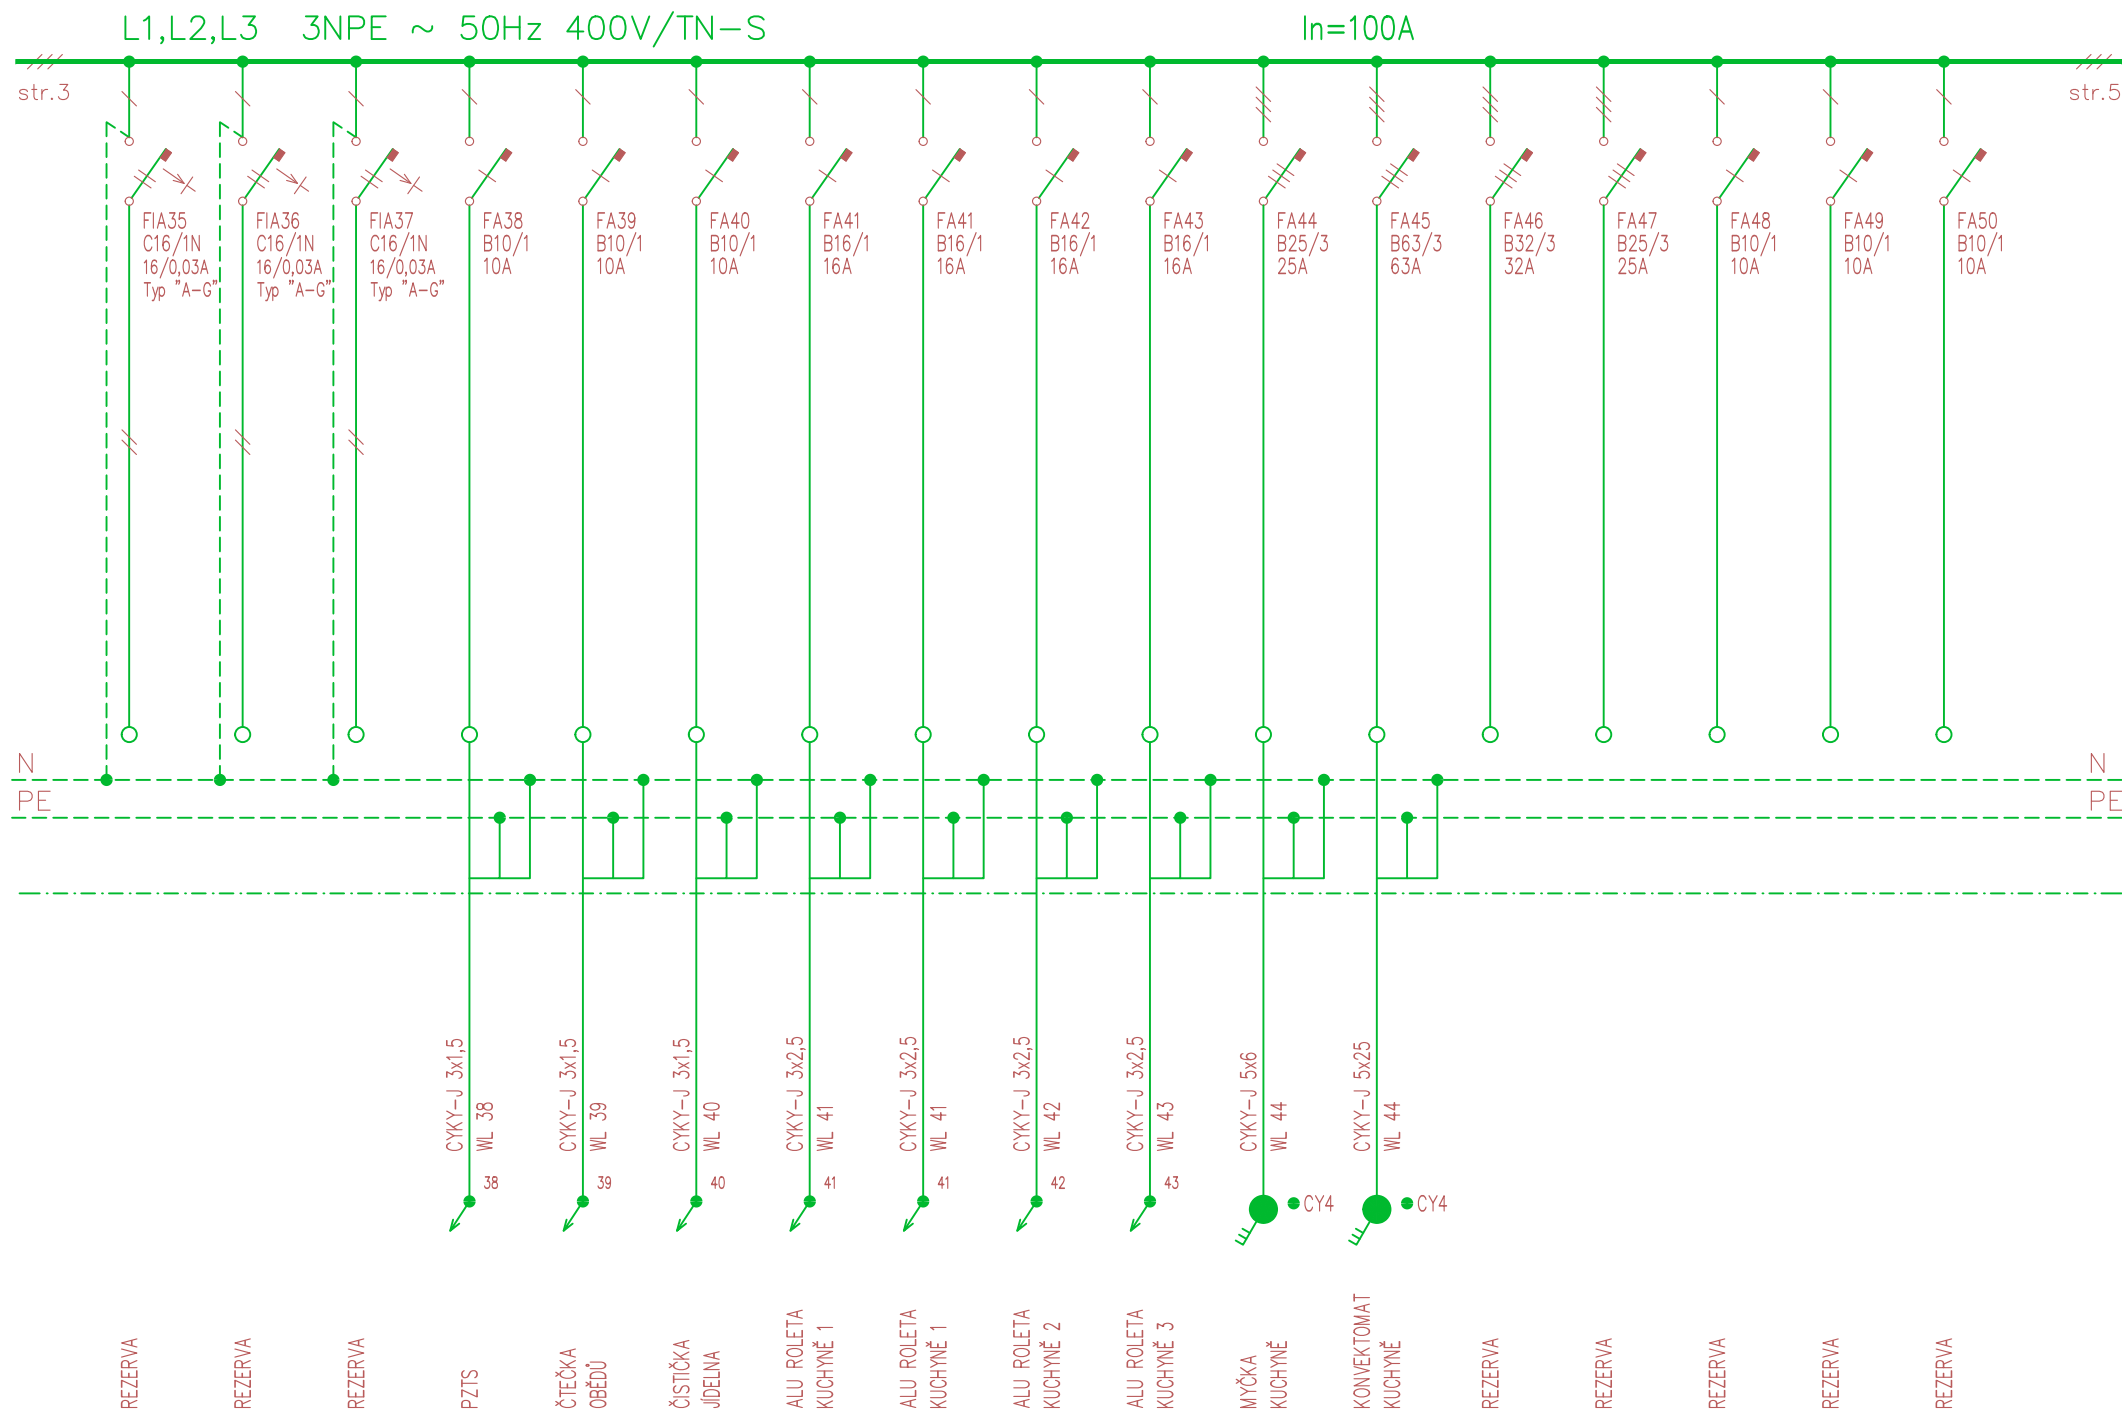 L1,L2,L3 3NPE ~ 50Hz 400V/TN-S
In=100A
str.3
str.5
FIA35
C16/1N
16/0,03A
Typ "A-G"
FIA36
C16/1N
16/0,03A
Typ "A-G"
FIA37
C16/1N
16/0,03A
Typ "A-G"
FA38
B10/1
10A
FA39
B10/1
10A
FA40
B10/1
10A
FA41
B16/1
16A
FA41
B16/1
16A
FA42
B16/1
16A
FA43
B16/1
16A
FA44
B25/3
25A
FA45
B63/3
63A
FA46
B32/3
32A
FA47
B25/3
25A
FA48
B10/1
10A
FA49
B10/1
10A
FA50
B10/1
10A
N
N
PE
PE
CYKY-J 3x1,5
WL 38
CYKY-J 3x1,5
WL 39
CYKY-J 3x1,5
WL 40
CYKY-J 3x2,5
WL 41
CYKY-J 3x2,5
WL 41
CYKY-J 3x2,5
WL 42
CYKY-J 3x2,5
WL 43
CYKY-J 5x6
WL 44
CYKY-J 5x25
WL 44
38
39
40
41
41
42
43
CY4
CY4
REZERVA
REZERVA
REZERVA
PZTS
ČTEČKA
OBĚDŮ
ČISTIČKA
JÍDELNA
ALU ROLETA
KUCHYNĚ 1
ALU ROLETA
KUCHYNĚ 1
ALU ROLETA
KUCHYNĚ 2
ALU ROLETA
KUCHYNĚ 3
MYČKA
KUCHYNĚ
KONVEKTOMAT
KUCHYNĚ
REZERVA
REZERVA
REZERVA
REZERVA
REZERVA